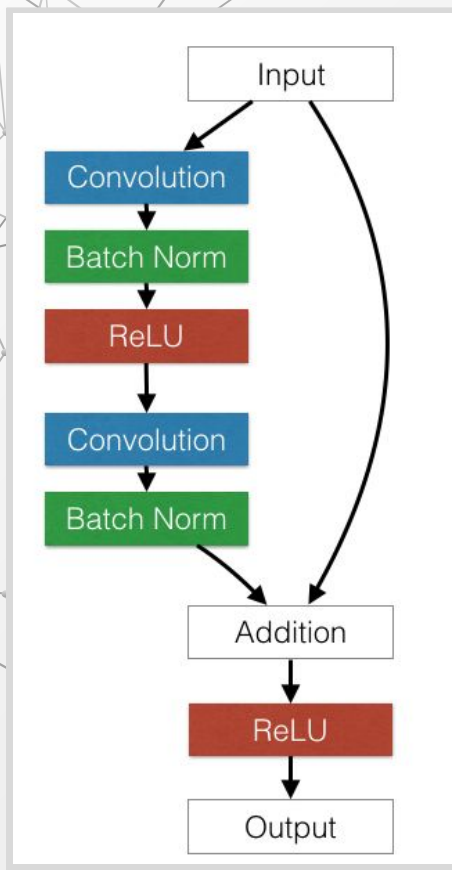 Input
Convolution
Batch Norm
ReLU
Convolution
Batch Norm
Addition
ReLU
Output